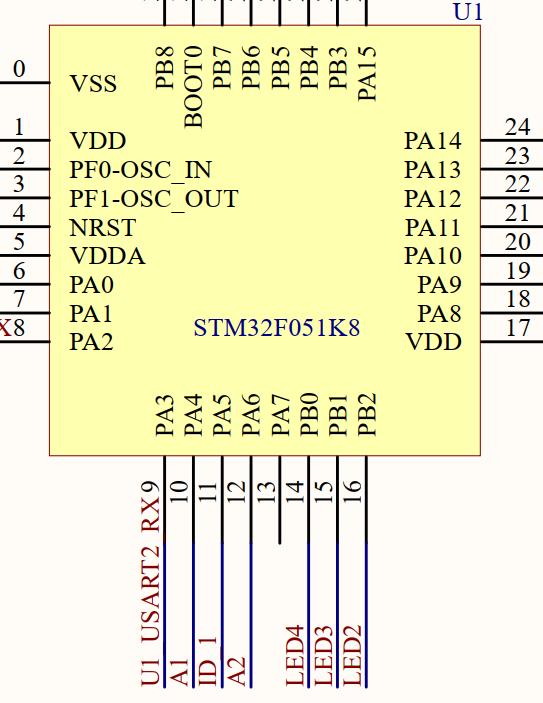 U1
PB8
BOOT0
PB7
PB6
PB5
PB4
PB3
PA15
0
VSS
1
VDD
2
PF0-OSC_IN
3
PF1-OSC_OUT
4
NRST
5
VDDA
6
PA0
7
PA1
X8
PA2
PA14
24
PA13
23
PA12
22
PA11
21
PA10
20
PA9
19
PA8
18
VDD
17
STM32F051K8
PA3
PA4
PA5
PA6
PA7
PB0
PB1
PB2
9
10
11
12
13
14
15
16
U1_USART2_RX
A1
ID_1
A2
LED4
LED3
LED2